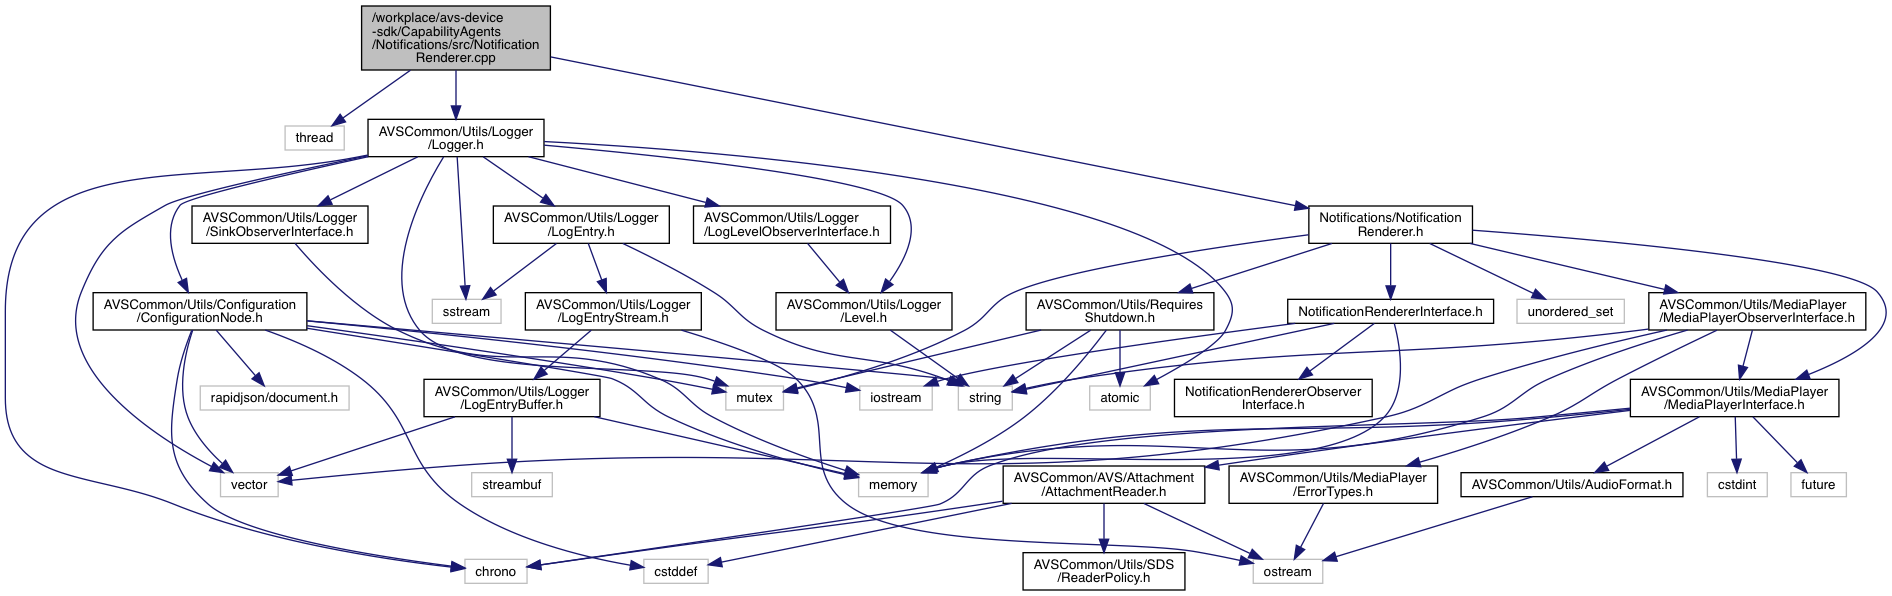 /workplace/avs-device
-sdk/CapabilityAgents
/Notifications/src/Notification
Renderer.cpp
thread
AVSCommon/Utils/Logger
/Logger.h
AVSCommon/Utils/Logger
/SinkObserverInterface.h
AVSCommon/Utils/Logger
/LogEntry.h
AVSCommon/Utils/Logger
/LogLevelObserverInterface.h
Notifications/Notification
Renderer.h
AVSCommon/Utils/Configuration
/ConfigurationNode.h
sstream
AVSCommon/Utils/Logger
/LogEntryStream.h
AVSCommon/Utils/Logger
/Level.h
AVSCommon/Utils/Requires
Shutdown.h
NotificationRendererInterface.h
unordered_set
AVSCommon/Utils/MediaPlayer
/MediaPlayerObserverInterface.h
rapidjson/document.h
AVSCommon/Utils/Logger
/LogEntryBuffer.h
mutex
iostream
string
atomic
NotificationRendererObserver
Interface.h
AVSCommon/Utils/MediaPlayer
/MediaPlayerInterface.h
vector
streambuf
memory
AVSCommon/AVS/Attachment
/AttachmentReader.h
AVSCommon/Utils/MediaPlayer
/ErrorTypes.h
AVSCommon/Utils/AudioFormat.h
cstdint
future
chrono
cstddef
AVSCommon/Utils/SDS
/ReaderPolicy.h
ostream